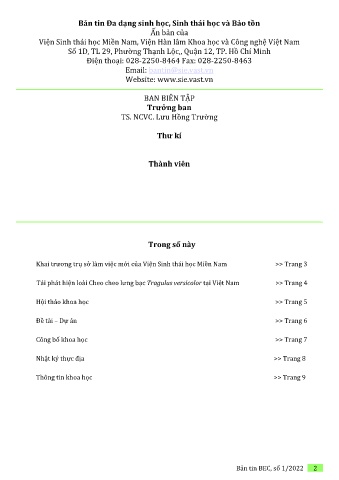 Bản tin Đa dạng sinh học, Sinh thái học và Bảo tồn
Ấn bản của
Viện Sinh thái học Miền Nam, Viện Hàn lâm Khoa học và Công nghệ Việt Nam
Số 1D, TL 29, Phường Thạnh Lộc,, Quận 12, TP. Hồ Chí Minh
Điện thoại: 028-2250-8464 Fax: 028-2250-8463
Email: bantin@sie.vast.vn
Website: www.sie.vast.vn
BAN BIÊN TẬP
Trưởng ban
TS. NCVC. Lưu Hồng Trường
Thư kí
Thành viên
Trong số này
Khai trương trụ sở làm việc mới của Viện Sinh thái học Miền Nam >> Trang 3
Tái phát hiện loài Cheo cheo lưng bạc Tragulus versicolor tại Việt Nam >> Trang 4
Hội thảo khoa học >> Trang 5
Đề tài – Dự án >> Trang 6
Công bố khoa học >> Trang 7
Nhật ký thực địa >> Trang 8
Thông tin khoa học >> Trang 9
Bản tin BEC, số 1/2022 2